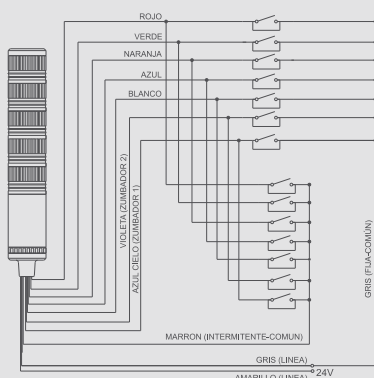 ROJO
VERDE
NARANJA
AZUL
BLANCO
VIOLETA (ZUMBADOR 2)
AZUL CIELO (ZUMBADOR 1)
GRIS (FIJA-COMÚN)
MARRON (INTERMITENTE-COMUN)
GRIS (LINEA)
24V
AMARILLO (LINEA)